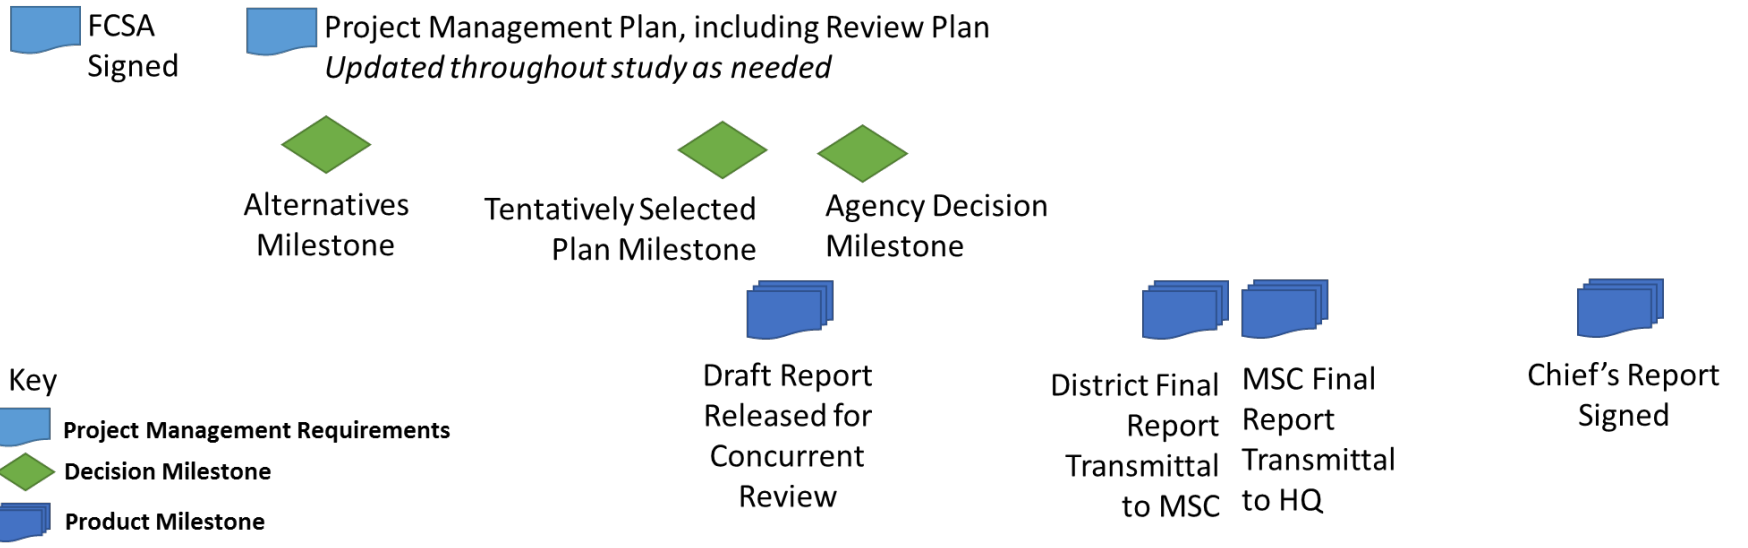 FCSA
Signed
Project Management Plan, including Review Plan
Updated throughout study as needed
Alternatives
Milestone
Tentatively Selected
Plan Milestone
Agency Decision
Milestone
Draft Report
Released for
Concurrent
Review
District Final
Report
Transmittal
to MSC
MSC Final
Report
Transmittal
to HQ
Chief’s Report
Signed
Key
Project Management Requirements
Decision Milestone
Product Milestone